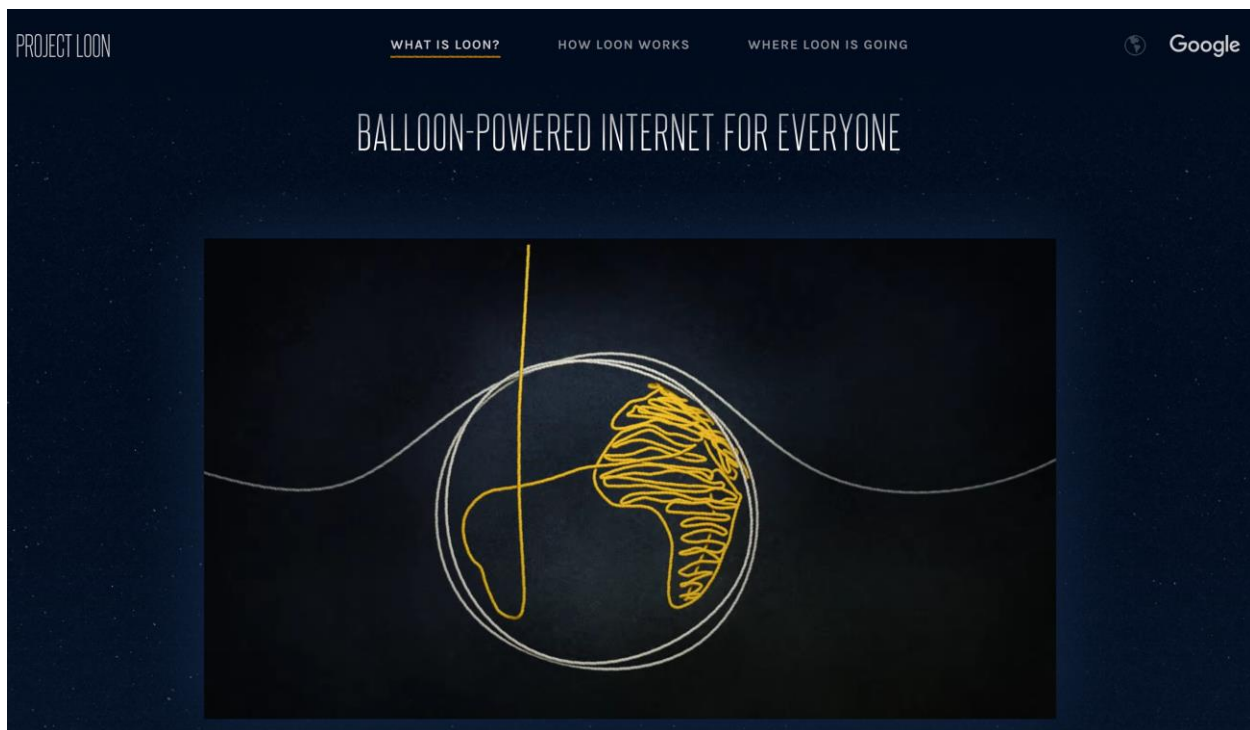 PROJECT LOON
WHAT IS LOON? HOW LOON WORKS WHERE LOON IS GOING
Google
BALLOON-POWERED INTERNET FOR EVERYONE